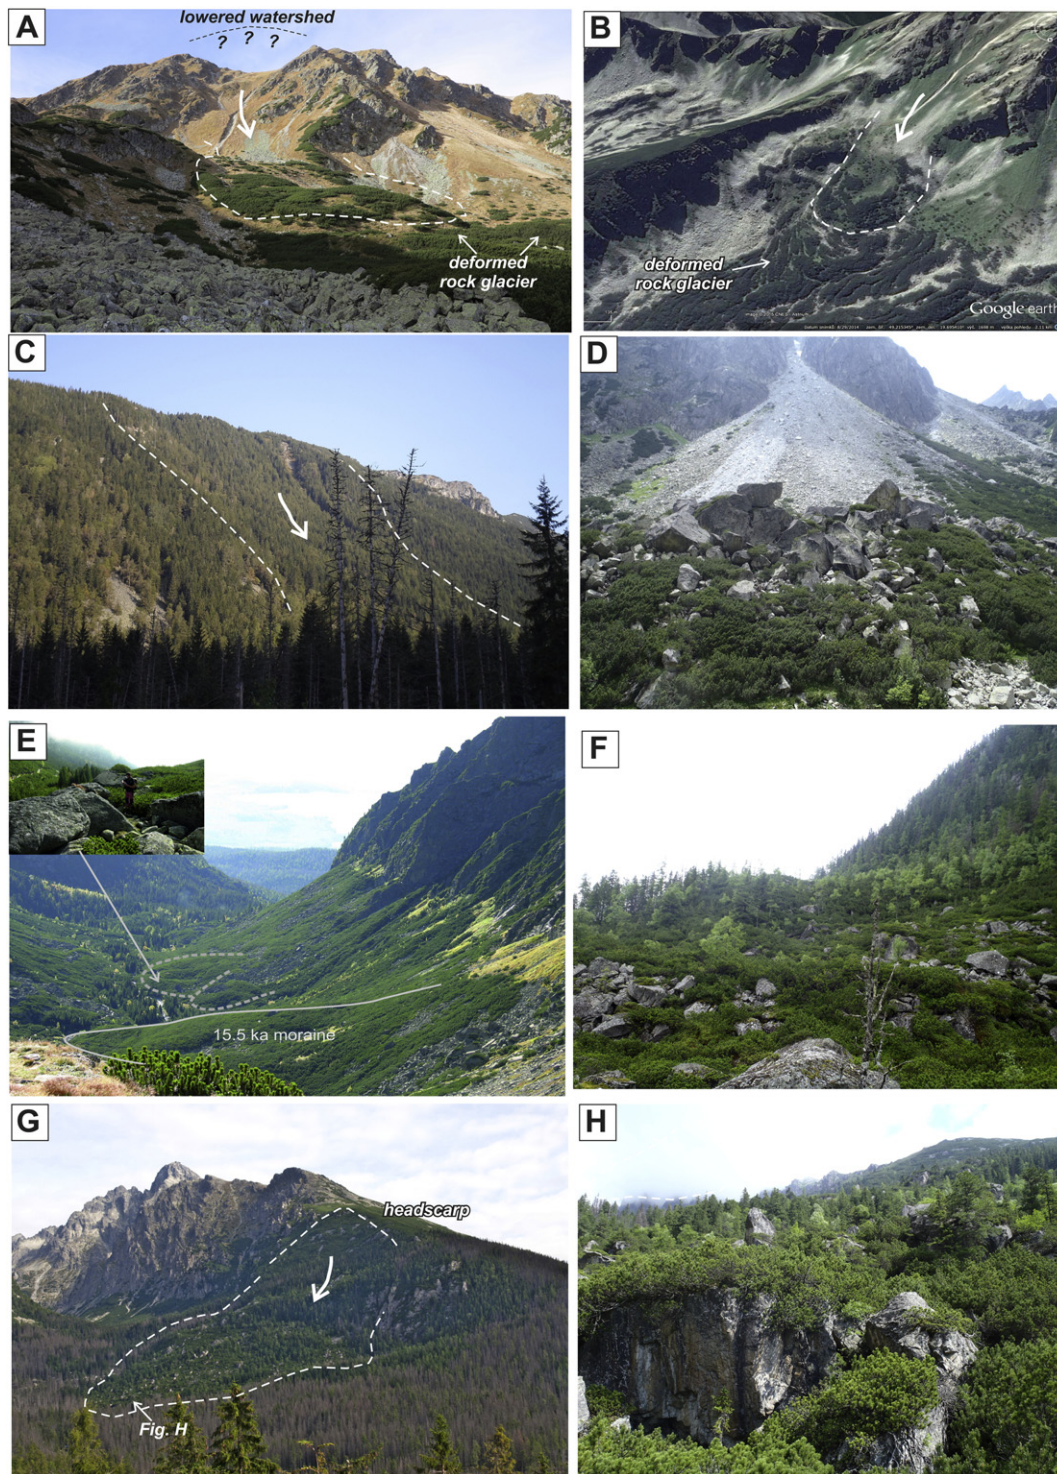 A
lowered watershed
? ? ?
deformed
rock glacier
B
deformed
rock glacier
Google earth
C
D
E
15.5 ka moraine
F
G
headscarp
Fig. H
H